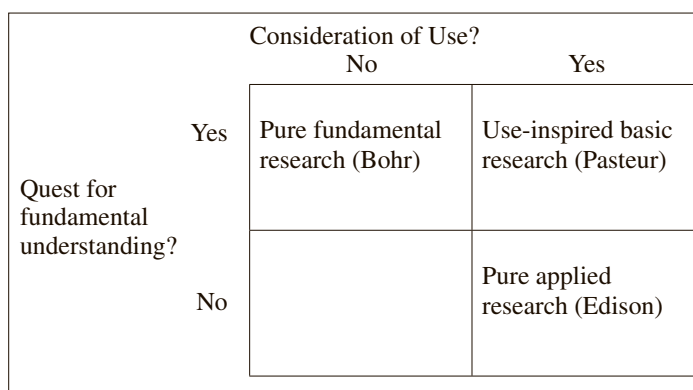 Consideration of Use?
No Yes
Yes
Pure fundamental
research (Bohr)
Use-inspired basic
research (Pasteur)
Quest for
fundamental
understanding?
No
Pure applied
research (Edison)